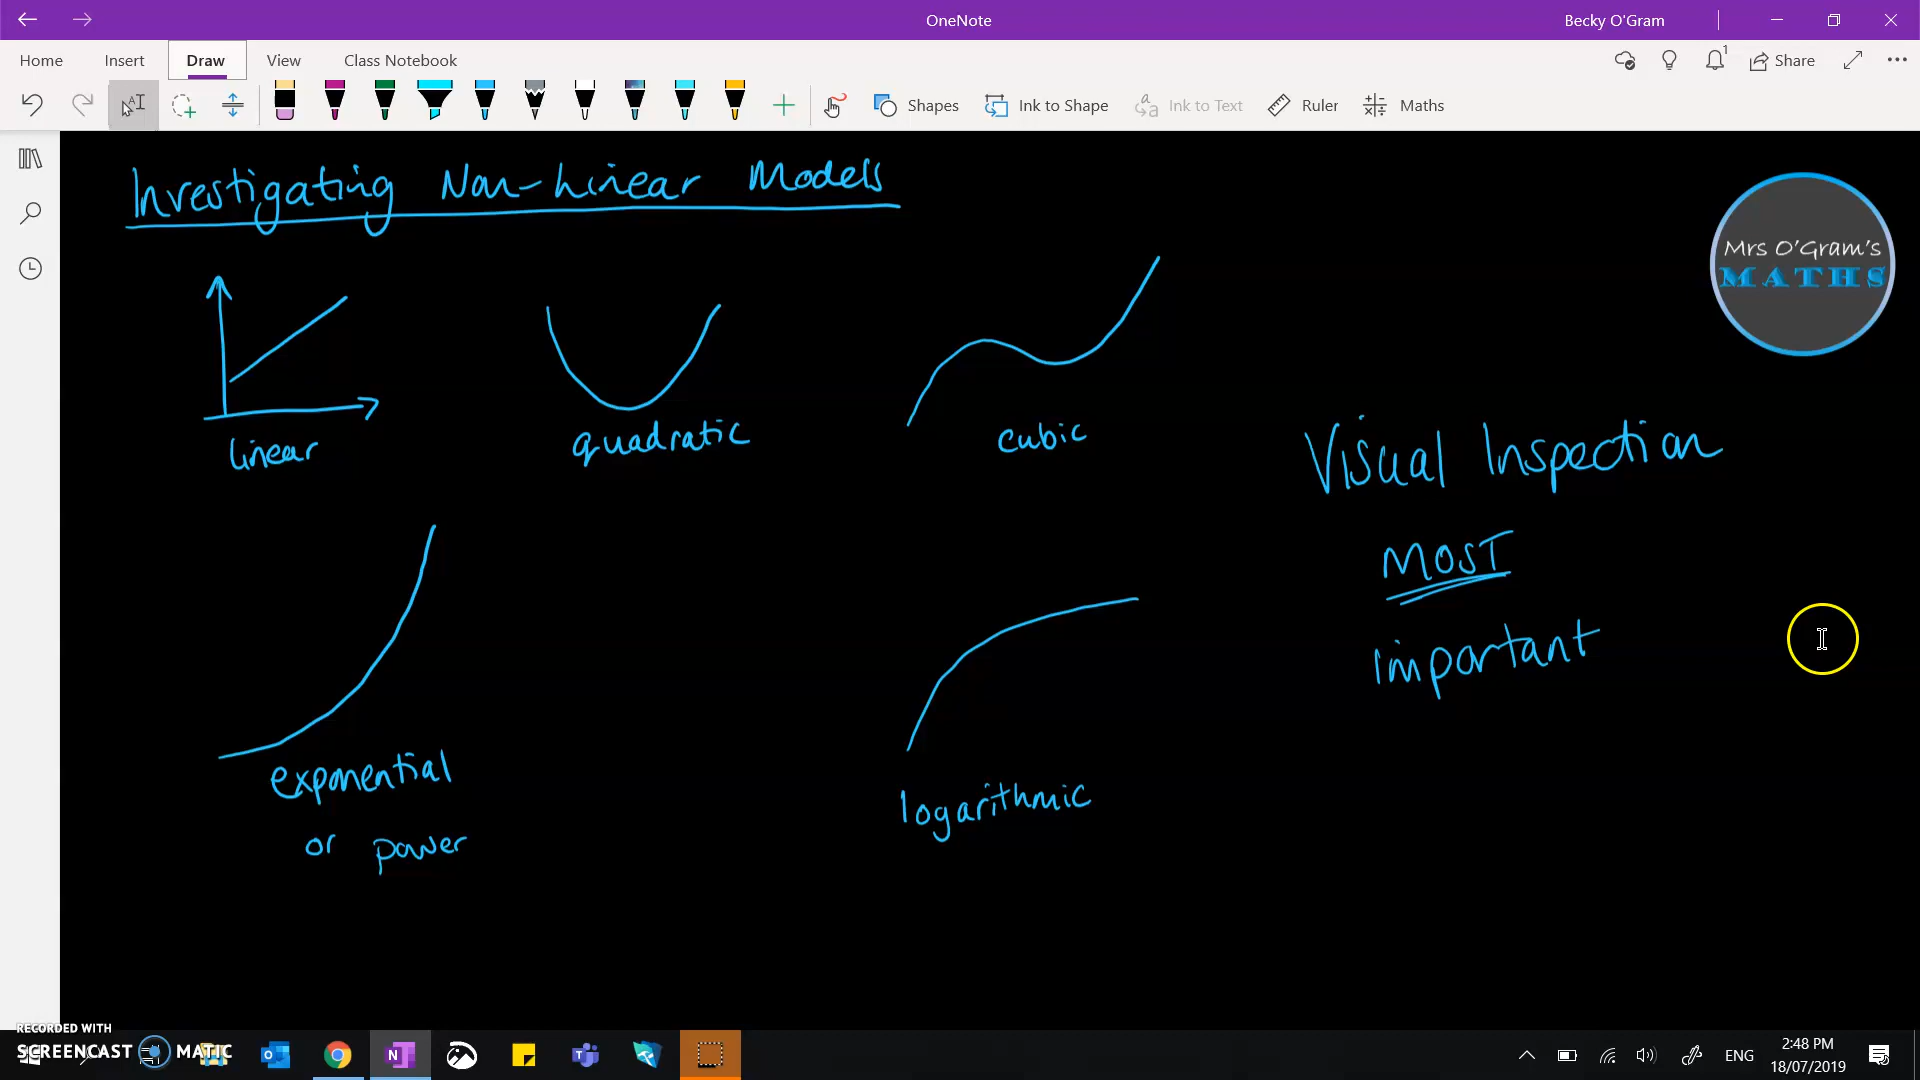 OneNote
Becky O'Gram
Home Insert Draw View Class Notebook
1
Share
AI
Shapes Ink to Shape Ink to Text Ruler Maths
Investigating Non-Linear Models
Mrs O'Gram's
MATHS
linear quadratic cubic
Visual Inspection
MOST
important
exponential
or power
logarithmic
RECORDED WITH
SCREENCAST MATIC
ENG
2:48 PM
18/07/2019